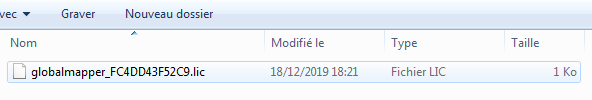 vec Graver Nouveau dossier
Nom Modifié le Type Taille
globalmapper_FC4DD43F52C9.lic 18/12/2019 18:21 Fichier LIC 1 Ko